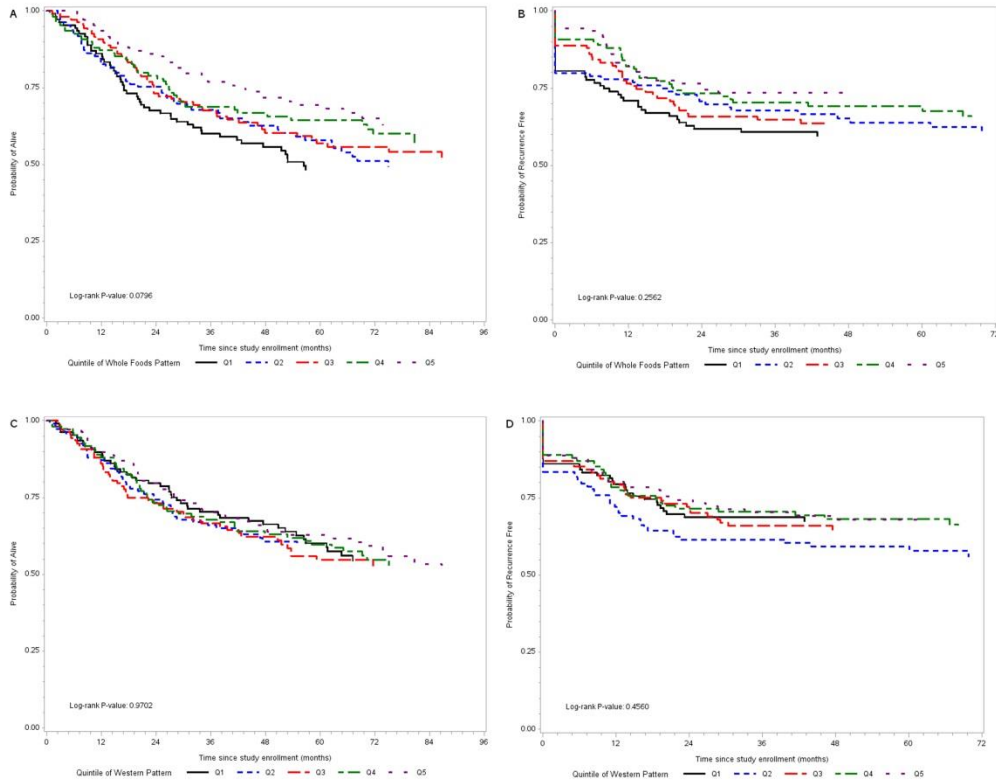 A
1.00
0.75
0.50
0.25
0.00
Probability of Alive
Log-rank P-value: 0.0796
0 12 24 36 48 60 72 84 96
Time since study enrollment (months)
Quintile of Whole Foods Pattern Q1 Q2 Q3 Q4 Q5
B
1.00
0.75
0.50
0.25
0.00
Probability of Recurrence Free
Log-rank P-value: 0.2562
0 12 24 36 48 60 72
Time since study enrollment (months)
Quintile of Whole Foods Pattern Q1 Q2 Q3 Q4 Q5
C
1.00
0.75
0.50
0.25
0.00
Probability of Alive
Log-rank P-value: 0.9702
0 12 24 36 48 60 72 84 96
Time since study enrollment (months)
Quintile of Western Pattern Q1 Q2 Q3 Q4 Q5
D
1.00
0.75
0.50
0.25
0.00
Probability of Recurrence Free
Log-rank P-value: 0.4560
0 12 24 36 48 60 72
Time since study enrollment (months)
Quintile of Western Pattern Q1 Q2 Q3 Q4 Q5